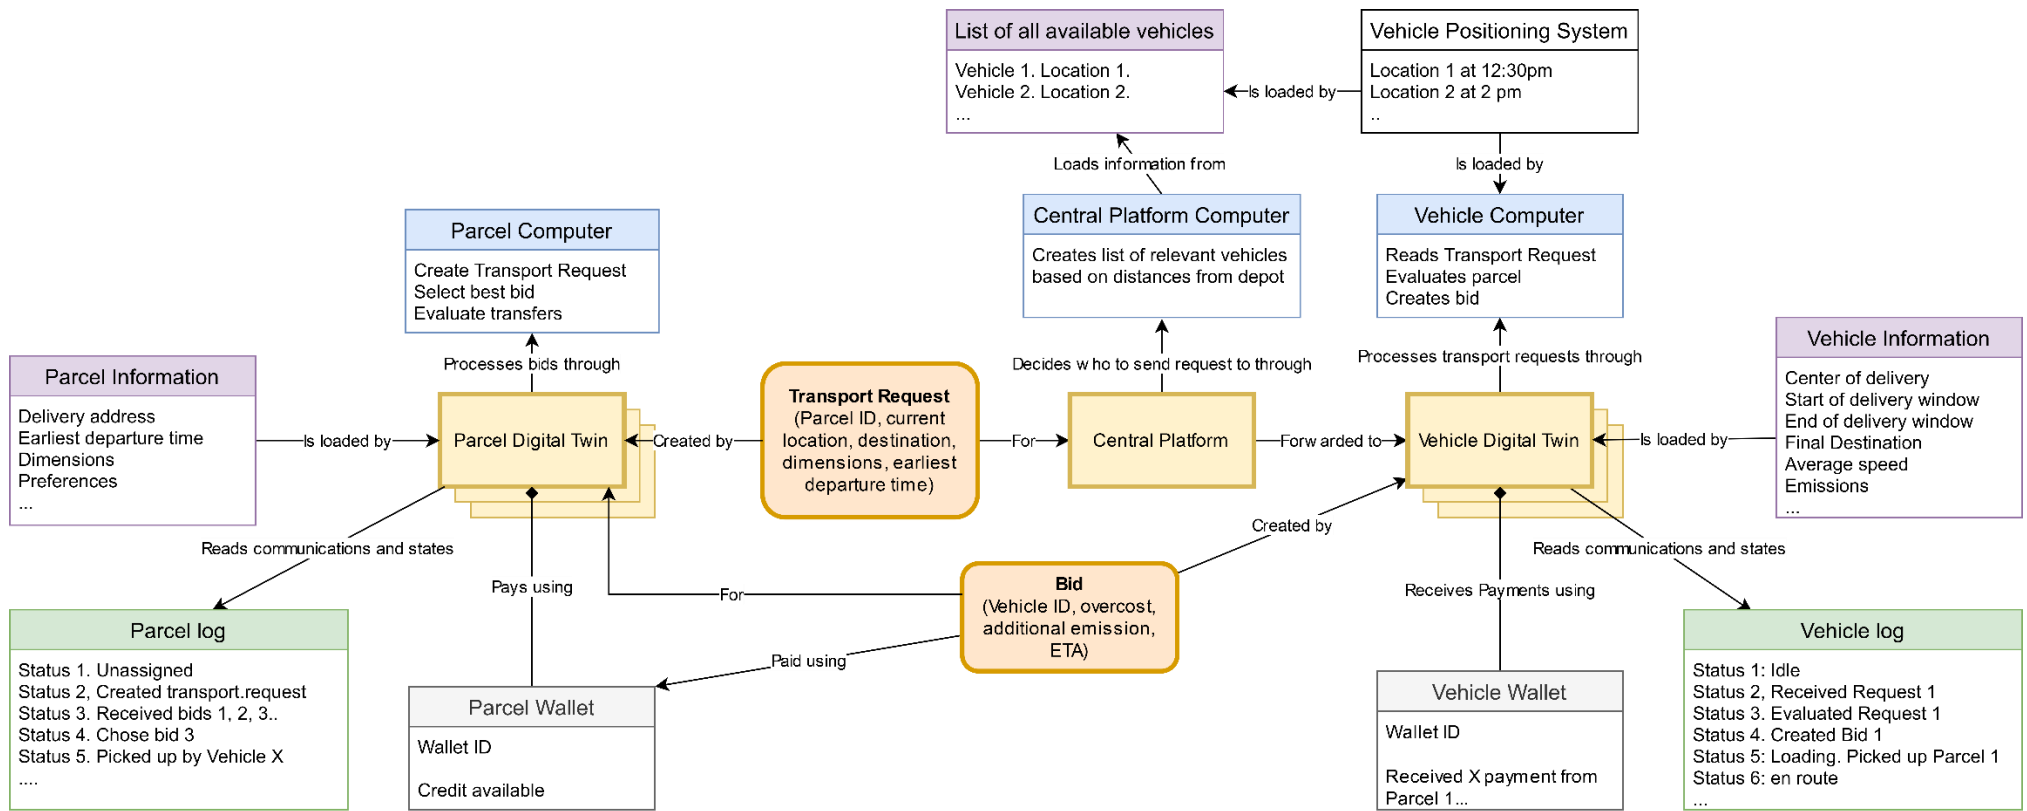 List of all available vehicles
Vehicle 1. Location 1.
Vehicle 2. Location 2.
...
Vehicle Positioning System
Location 1 at 12:30pm
Location 2 at 2 pm
..
Is loaded by
Loads information from
Is loaded by
Parcel Computer
Create Transport Request
Select best bid
Evaluate transfers
Central Platform Computer
Creates list of relevant vehicles
based on distances from depot
Vehicle Computer
Reads Transport Request
Evaluates parcel
Creates bid
Processes bids through
Decides who to send request to through
Processes transport requests through
Parcel Information
Delivery address
Earliest departure time
Dimensions
Preferences
...
Is loaded by
Parcel Digital Twin
Created by
Transport Request
(Parcel ID, current
location, destination,
dimensions, earliest
departure time)
For
Central Platform
Forwarded to
Vehicle Digital Twin
Is loaded by
Vehicle Information
Center of delivery
Start of delivery window
End of delivery window
Final Destination
Average speed
Emissions
...
Reads communications and states
Pays using
For
Created by
Receives Payments using
Reads communications and states
Bid
(Vehicle ID, overcost,
additional emission,
ETA)
Paid using
Parcel log
Status 1. Unassigned
Status 2, Created transport.request
Status 3. Received bids 1, 2, 3..
Status 4. Chose bid 3
Status 5. Picked up by Vehicle X
....
Parcel Wallet
Wallet ID
Credit available
Vehicle Wallet
Wallet ID
Received X payment from
Parcel 1...
Vehicle log
Status 1: Idle
Status 2, Received Request 1
Status 3. Evaluated Request 1
Status 4. Created Bid 1
Status 5: Loading. Picked up Parcel 1
Status 6: en route
...